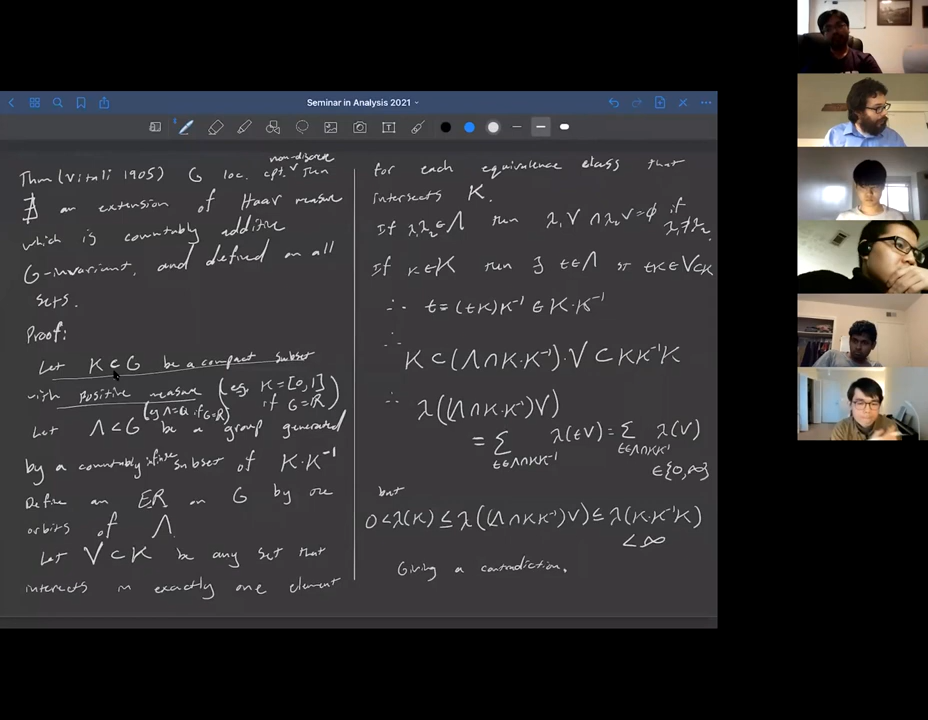 Seminar in Analysis 2021
non-discrete
Thm (Vitali 1905) G loc. cpt. Then
∄ an extension of Haar measure
which is countably additive
G-invariant, and defined on all
sets.
Proof:
Let K ⊂ G be a compact subset
with positive measure (e.g. K = [0,1] if G = ℝ)
(eg Λ=Q if G=ℝ)
Let Λ < G be a group generated
by a countably infinite subset of K·K⁻¹
Define an ER on G by the
orbits of Λ.
Let V ⊂ K be any set that
intersects in exactly one element
for each equivalence class that
intersects K.
If λ₁, λ₂ ∈ Λ then λ₁V ∩ λ₂V = ∅ if λ₁ ≠ λ₂.
If k ∈ K then ∃ t ∈ Λ st tk ∈ V ⊂ K
∴ t = (tk)k⁻¹ ∈ K·K⁻¹
∴ K ⊂ (Λ ∩ K·K⁻¹)·V ⊂ KK⁻¹K
∴ λ((Λ ∩ K·K⁻¹)V)
= Σ_{t∈Λ∩KK⁻¹} λ(tV) = Σ_{t∈Λ∩KK⁻¹} λ(V)
∈ {0,∞}
but
0 < λ(K) ≤ λ((Λ ∩ KK⁻¹)V) ≤ λ(K·K⁻¹K)
< ∞
Giving a contradiction.